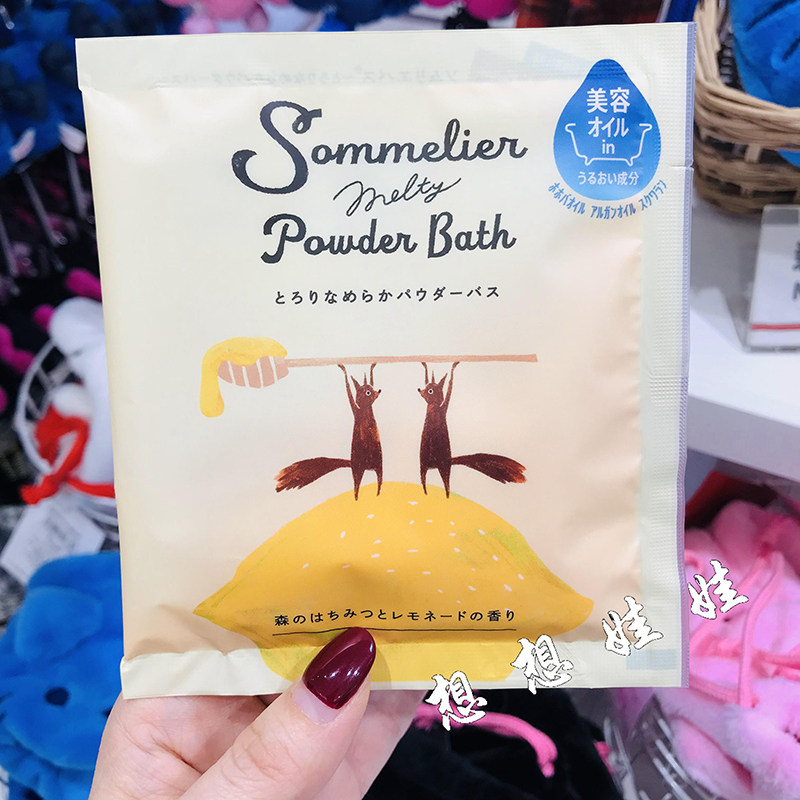 Sommelier
melty
Powder Bath
とろりなめらかパウダーバス
美容
オイル
in
うるおい成分
ホホバオイル アルガンオイル スクワラン
森のはちみつとレモネードの香り
想想娃娃